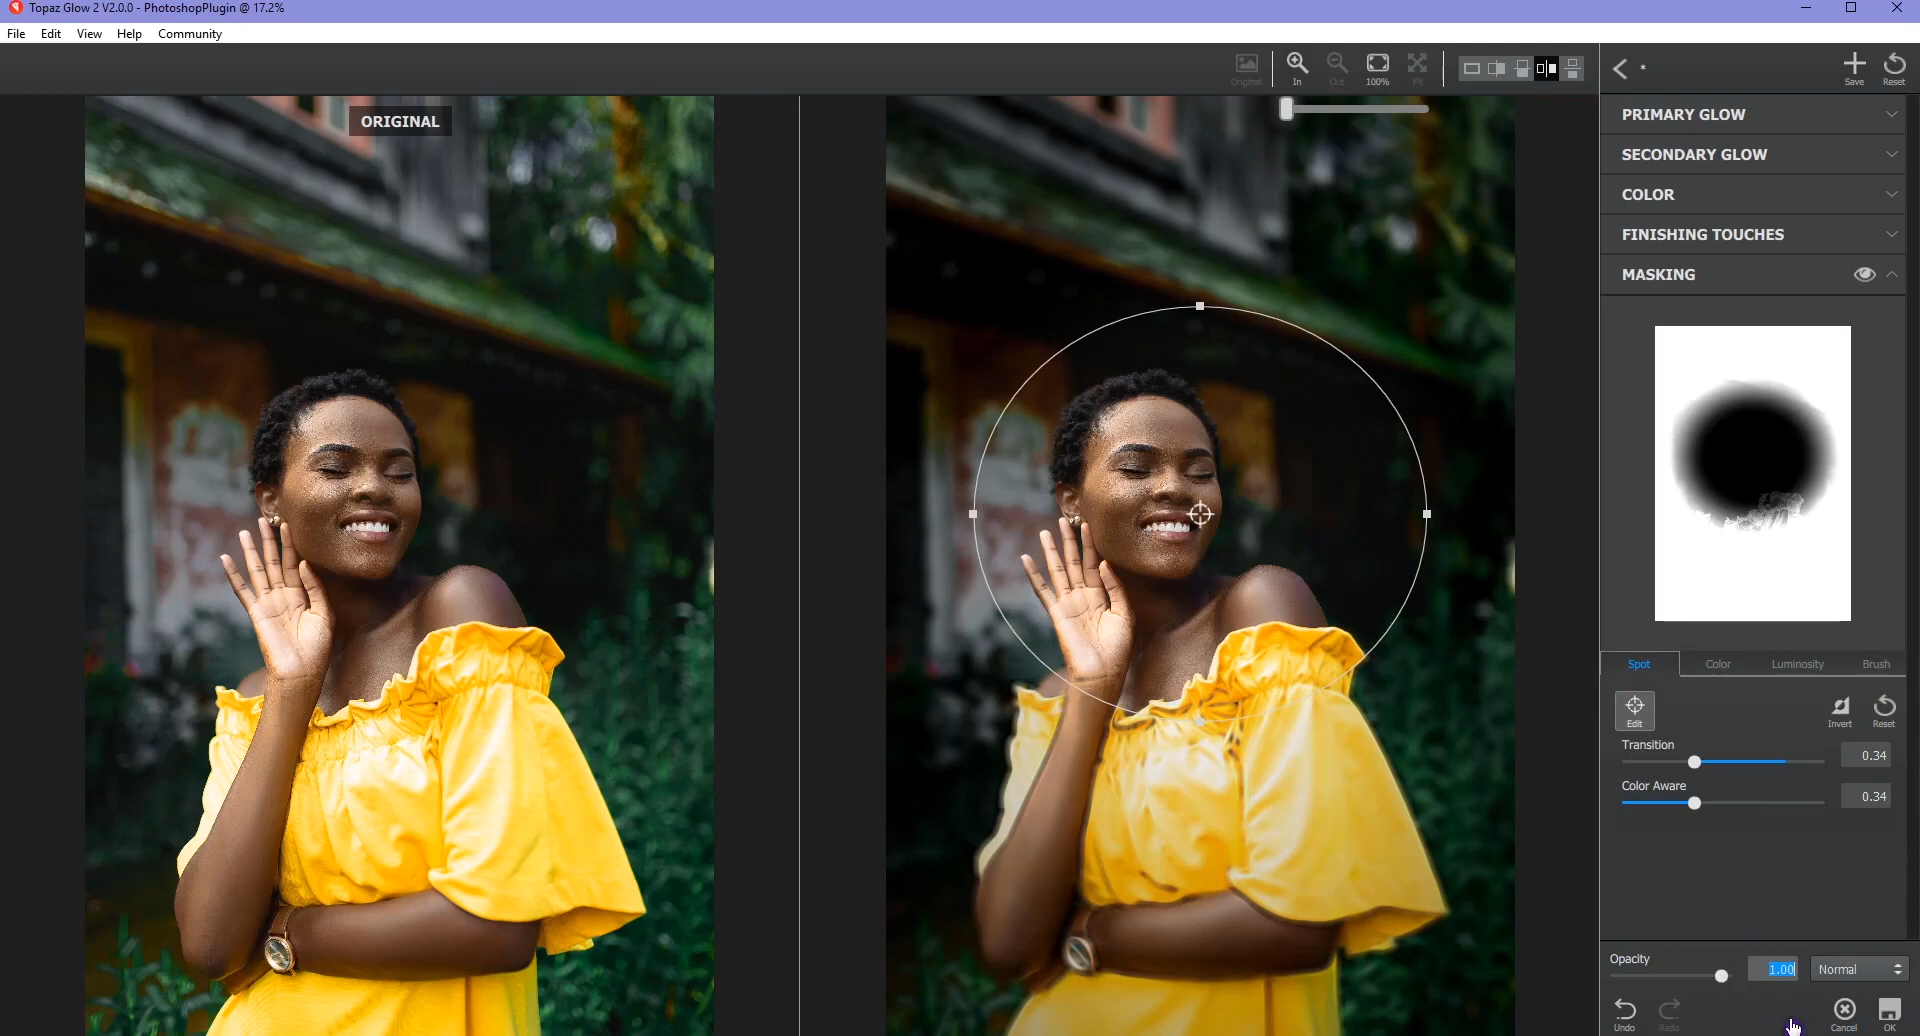 Topaz Glow 2 V2.0.0 - PhotoshopPlugin @ 17.2%
File Edit View Help Community
Original In Out 100% Fit
* Save Reset
ORIGINAL
PRIMARY GLOW
SECONDARY GLOW
COLOR
FINISHING TOUCHES
MASKING
Spot Color Luminosity Brush
Edit Invert Reset
Transition
0.34
Color Aware
0.34
Opacity
1.00 Normal
Undo Redo Cancel OK